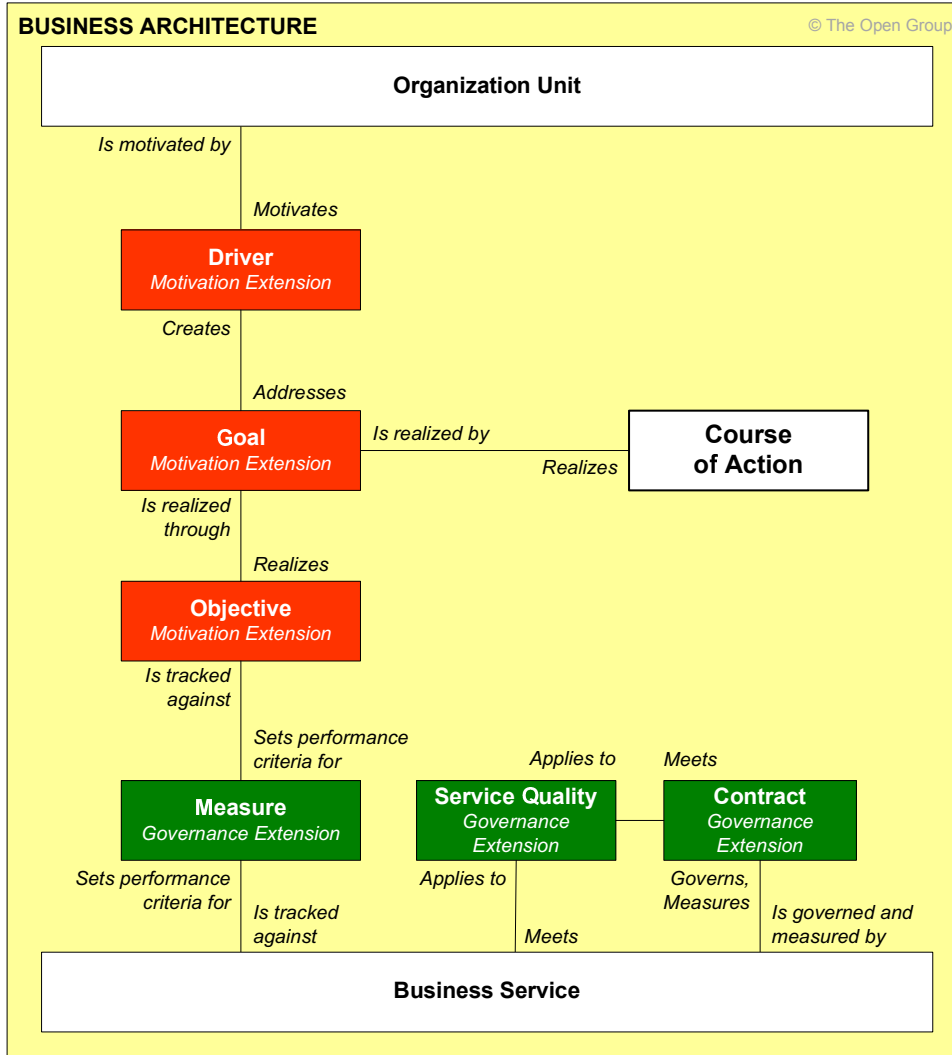 BUSINESS ARCHITECTURE
© The Open Group
Organization Unit
Is motivated by
Motivates
Driver
Motivation Extension
Creates
Addresses
Goal
Motivation Extension
Is realized by
Realizes
Course
of Action
Is realized
through
Realizes
Objective
Motivation Extension
Is tracked
against
Sets performance
criteria for
Applies to
Meets
Measure
Governance Extension
Service Quality
Governance
Extension
Contract
Governance
Extension
Sets performance
criteria for
Is tracked
against
Applies to
Meets
Governs,
Measures
Is governed and
measured by
Business Service